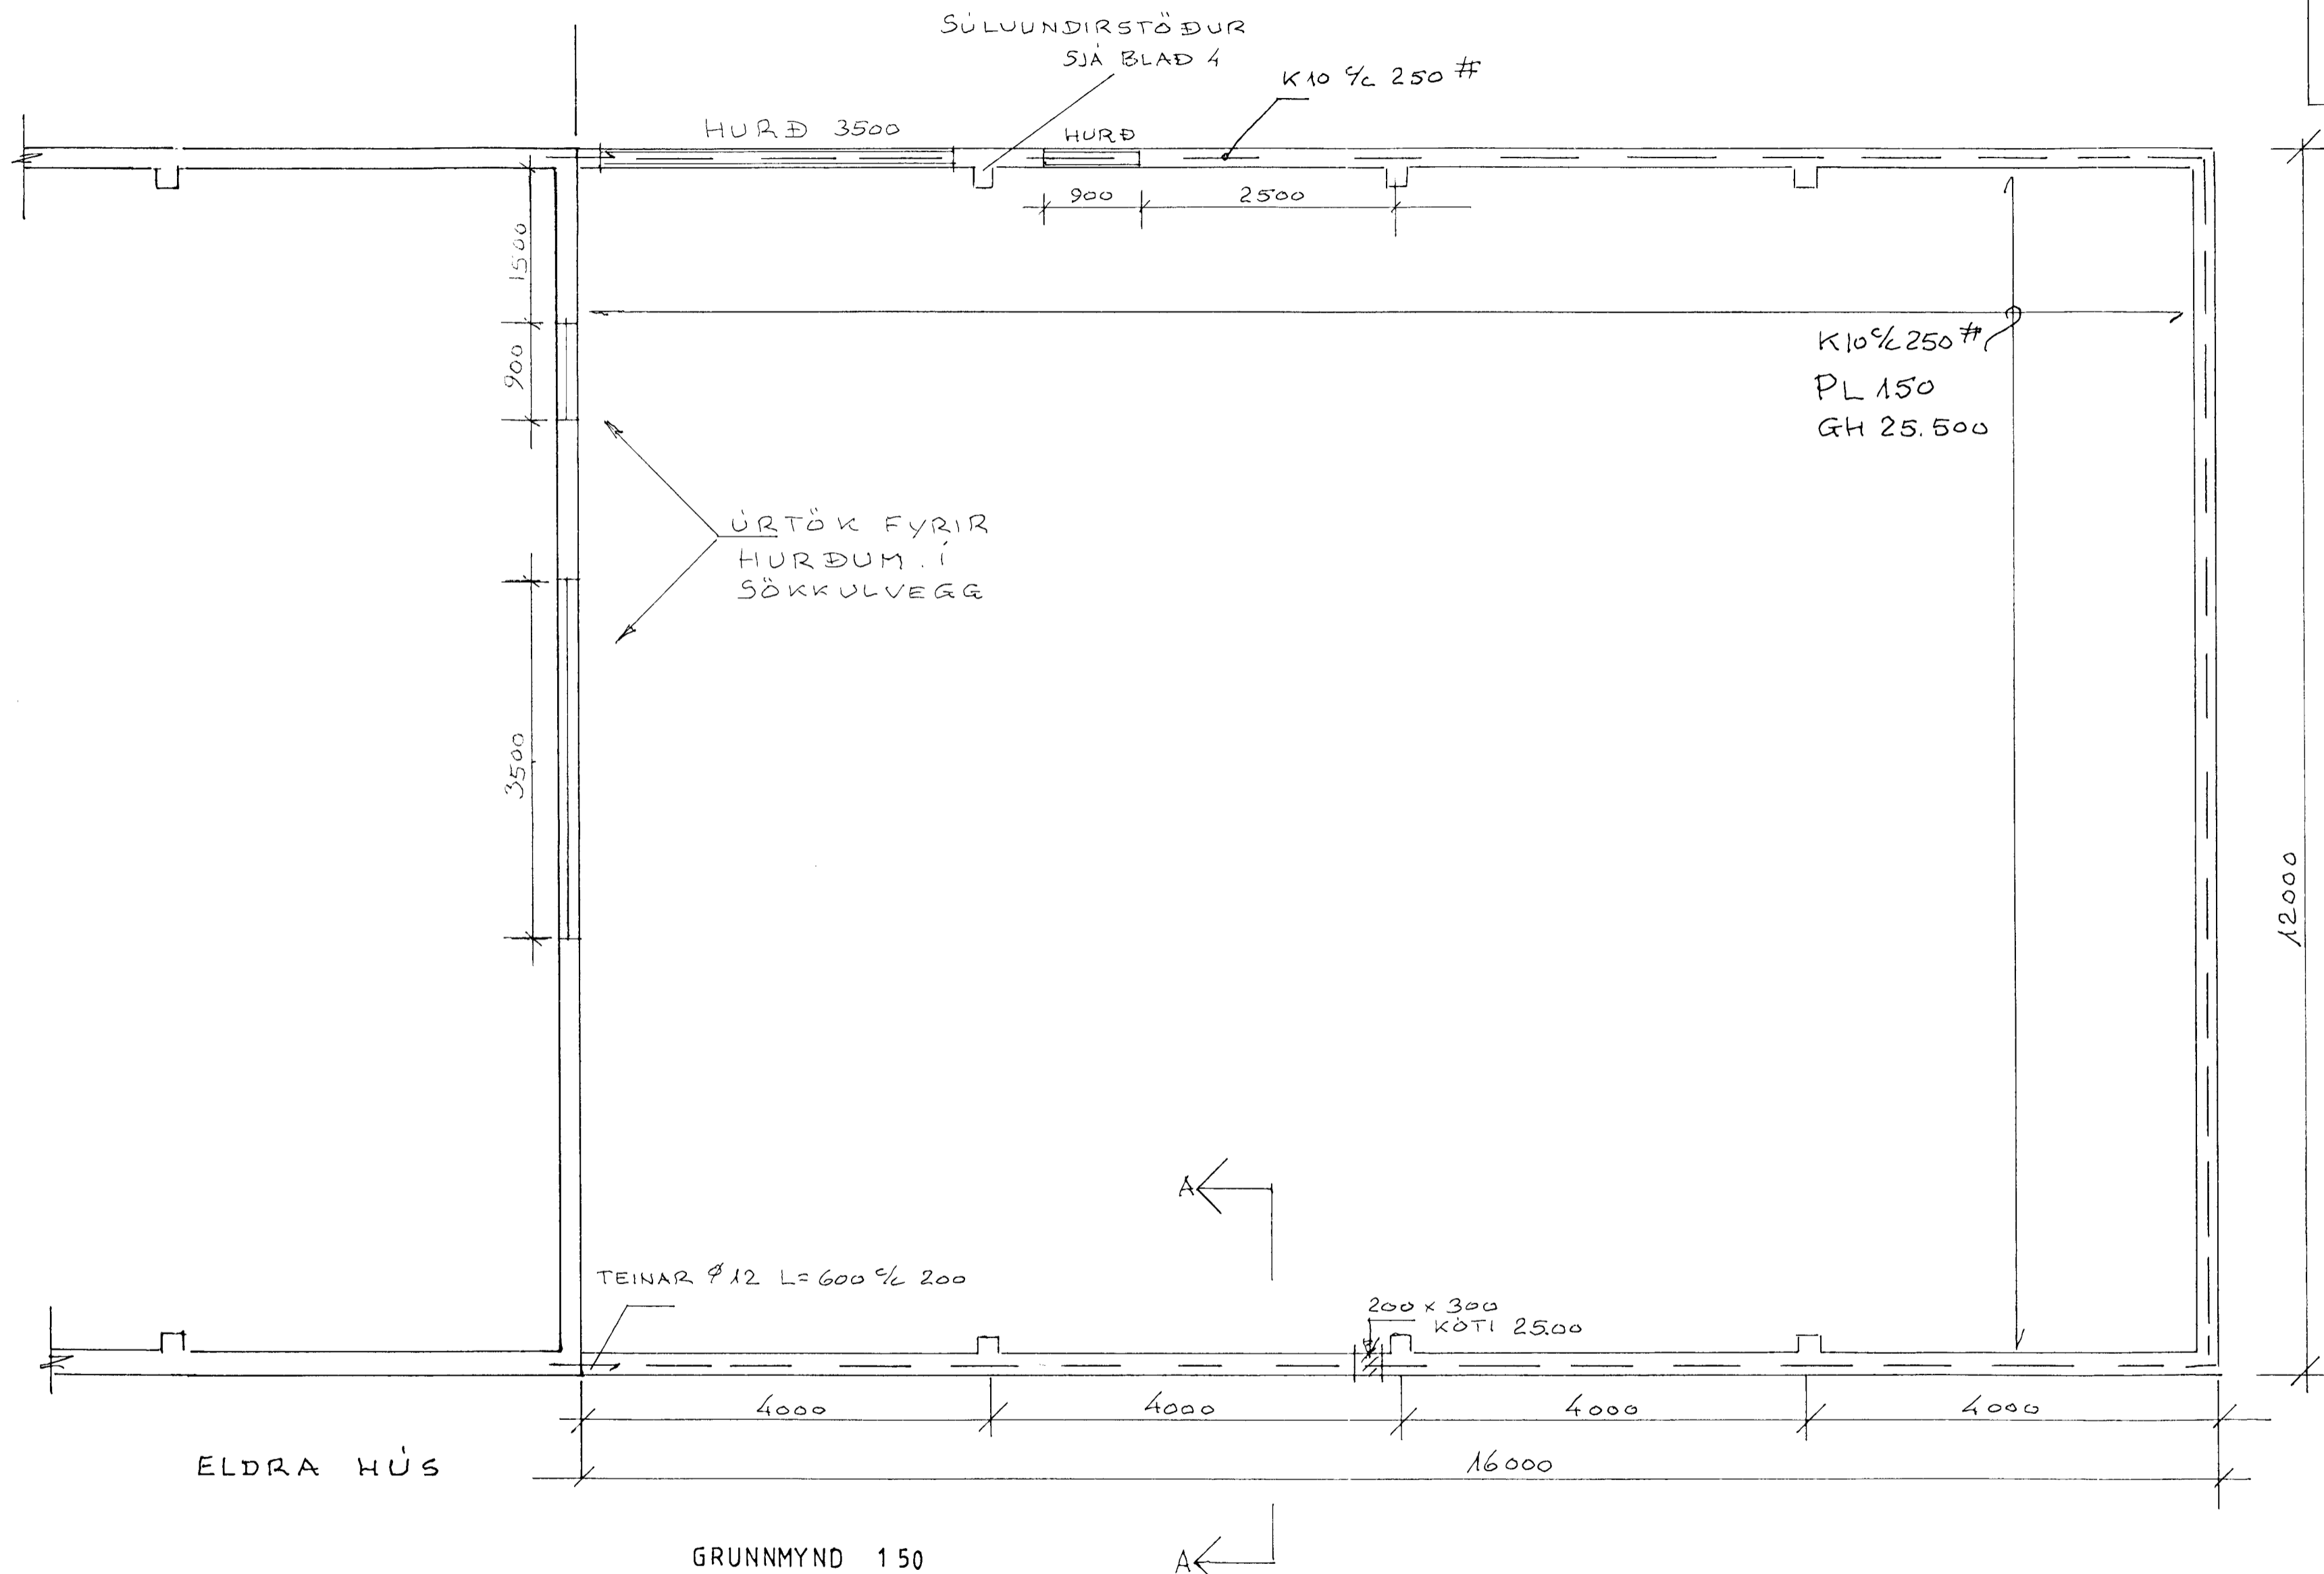 SÚLUUNDIRSTÖÐUR
SJÁ BLAÐ 4
K10 c/c 250 #
HURÐ 3500
HURÐ
900
2500
1500
900
3500
K10 c/c 250 #
PL 150
GH 25.500
ÚRTÖK FYRIR
HURÐUM. Í
SÖKKULVEGG
12000
A
TEINAR Ø12 L=600 c/c 200
200 x 300
KÓTI 25.00
4000
4000
4000
4000
16000
ELDRA HÚS
GRUNNMYND 1 50
A